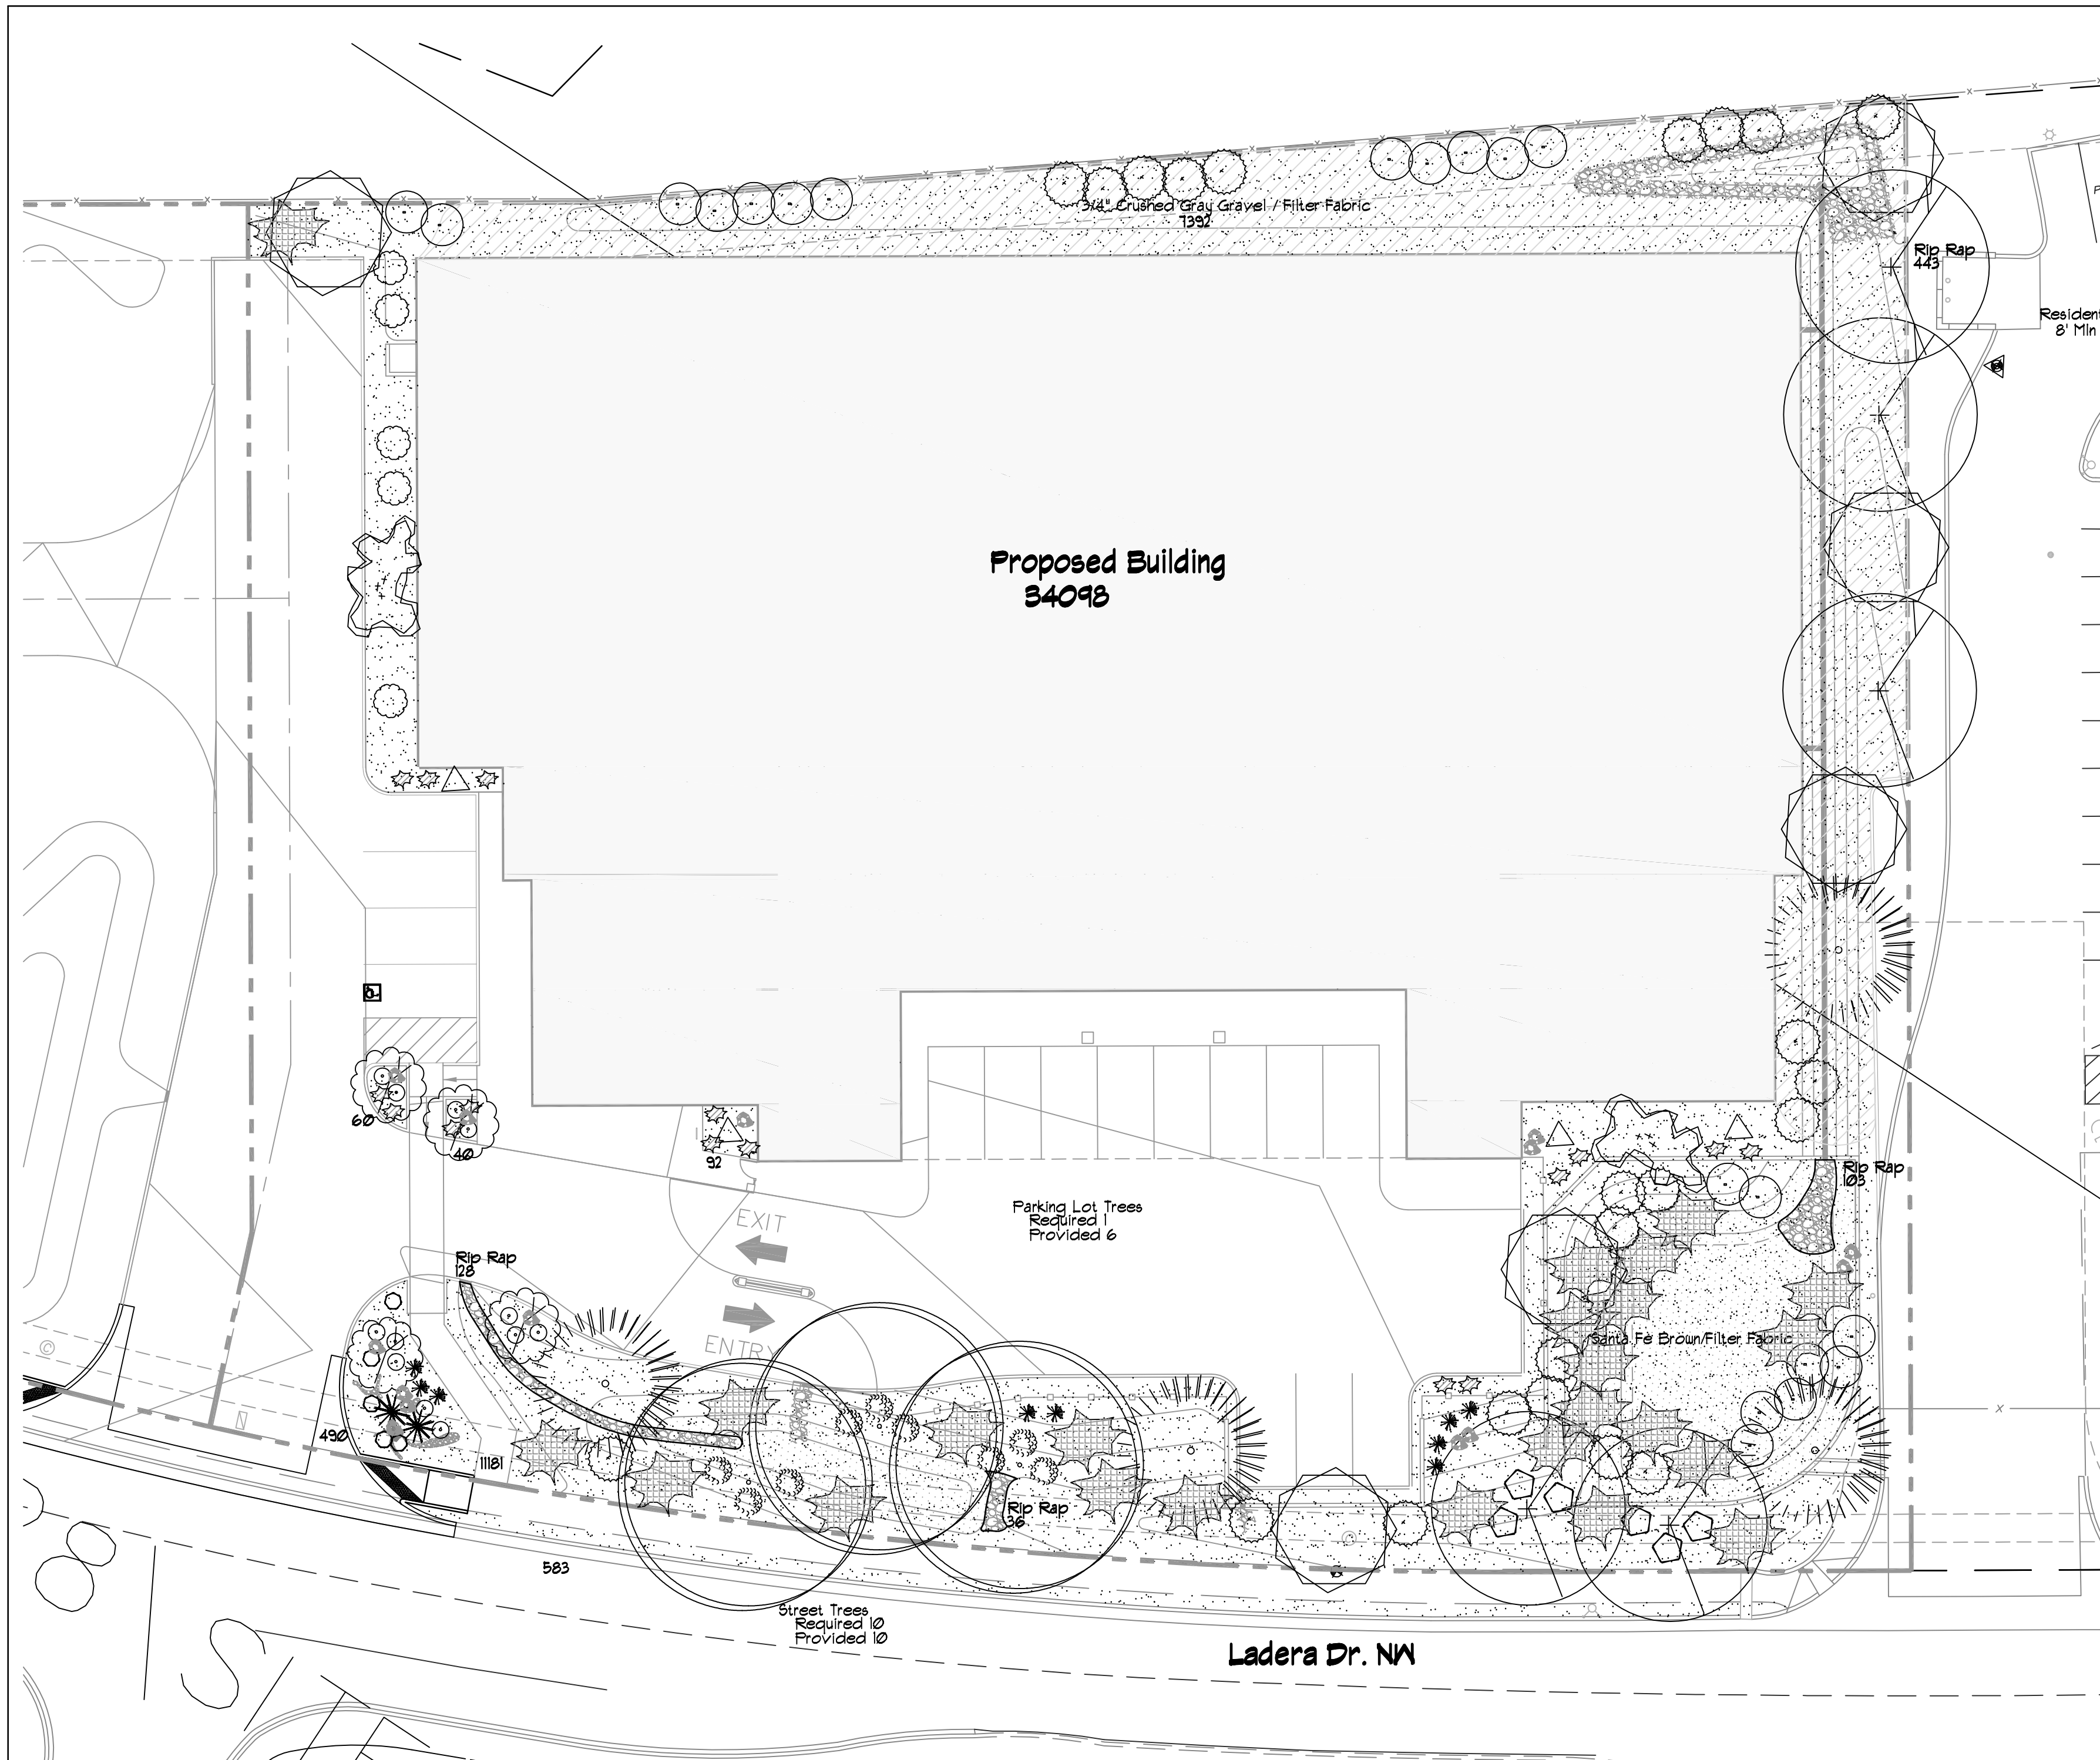 3/4" Crushed Gray Gravel / Filter Fabric
7392
Rip Rap
443
Resident
8' Min
Proposed Building
34098
60
40
92
Rip Rap
103
Parking Lot Trees
Required 1
Provided 6
EXIT
ENTRY
Rip Rap
128
Santa Fe Brown/Filter Fabric
490
11181
Rip Rap
36
583
Street Trees
Required 10
Provided 10
Ladera Dr. NW